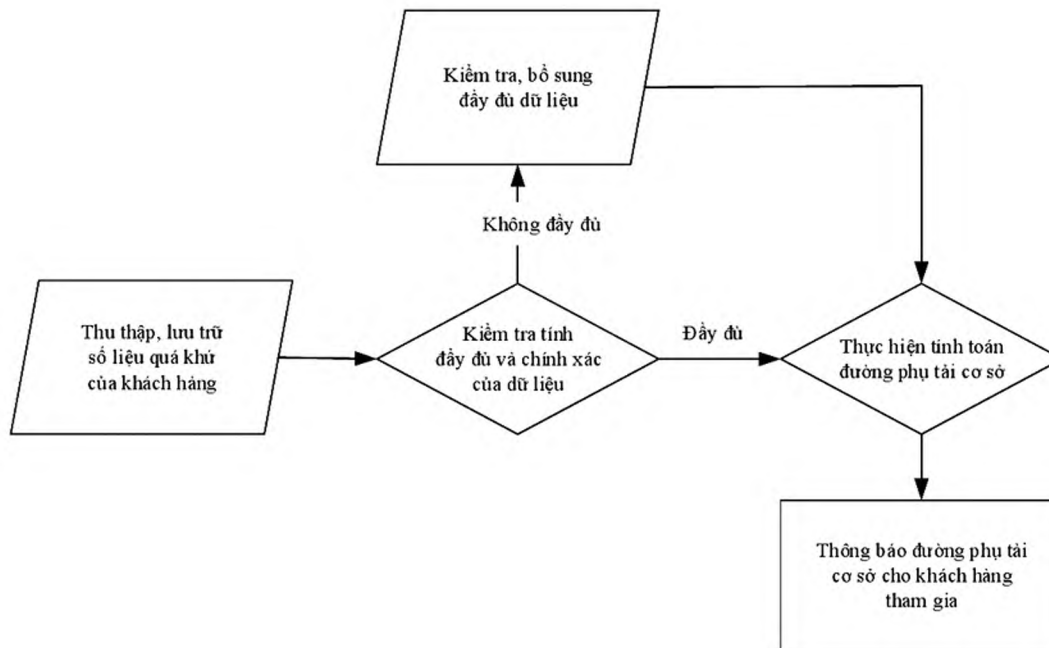 Kiểm tra, bổ sung
đầy đủ dữ liệu
Không đầy đủ
Thu thập, lưu trữ
số liệu quá khứ
của khách hàng
Kiểm tra tính
đầy đủ và chính xác
của dữ liệu
Đầy đủ
Thực hiện tính toán
đường phụ tải cơ sở
Thông báo đường phụ tải
cơ sở cho khách hàng
tham gia